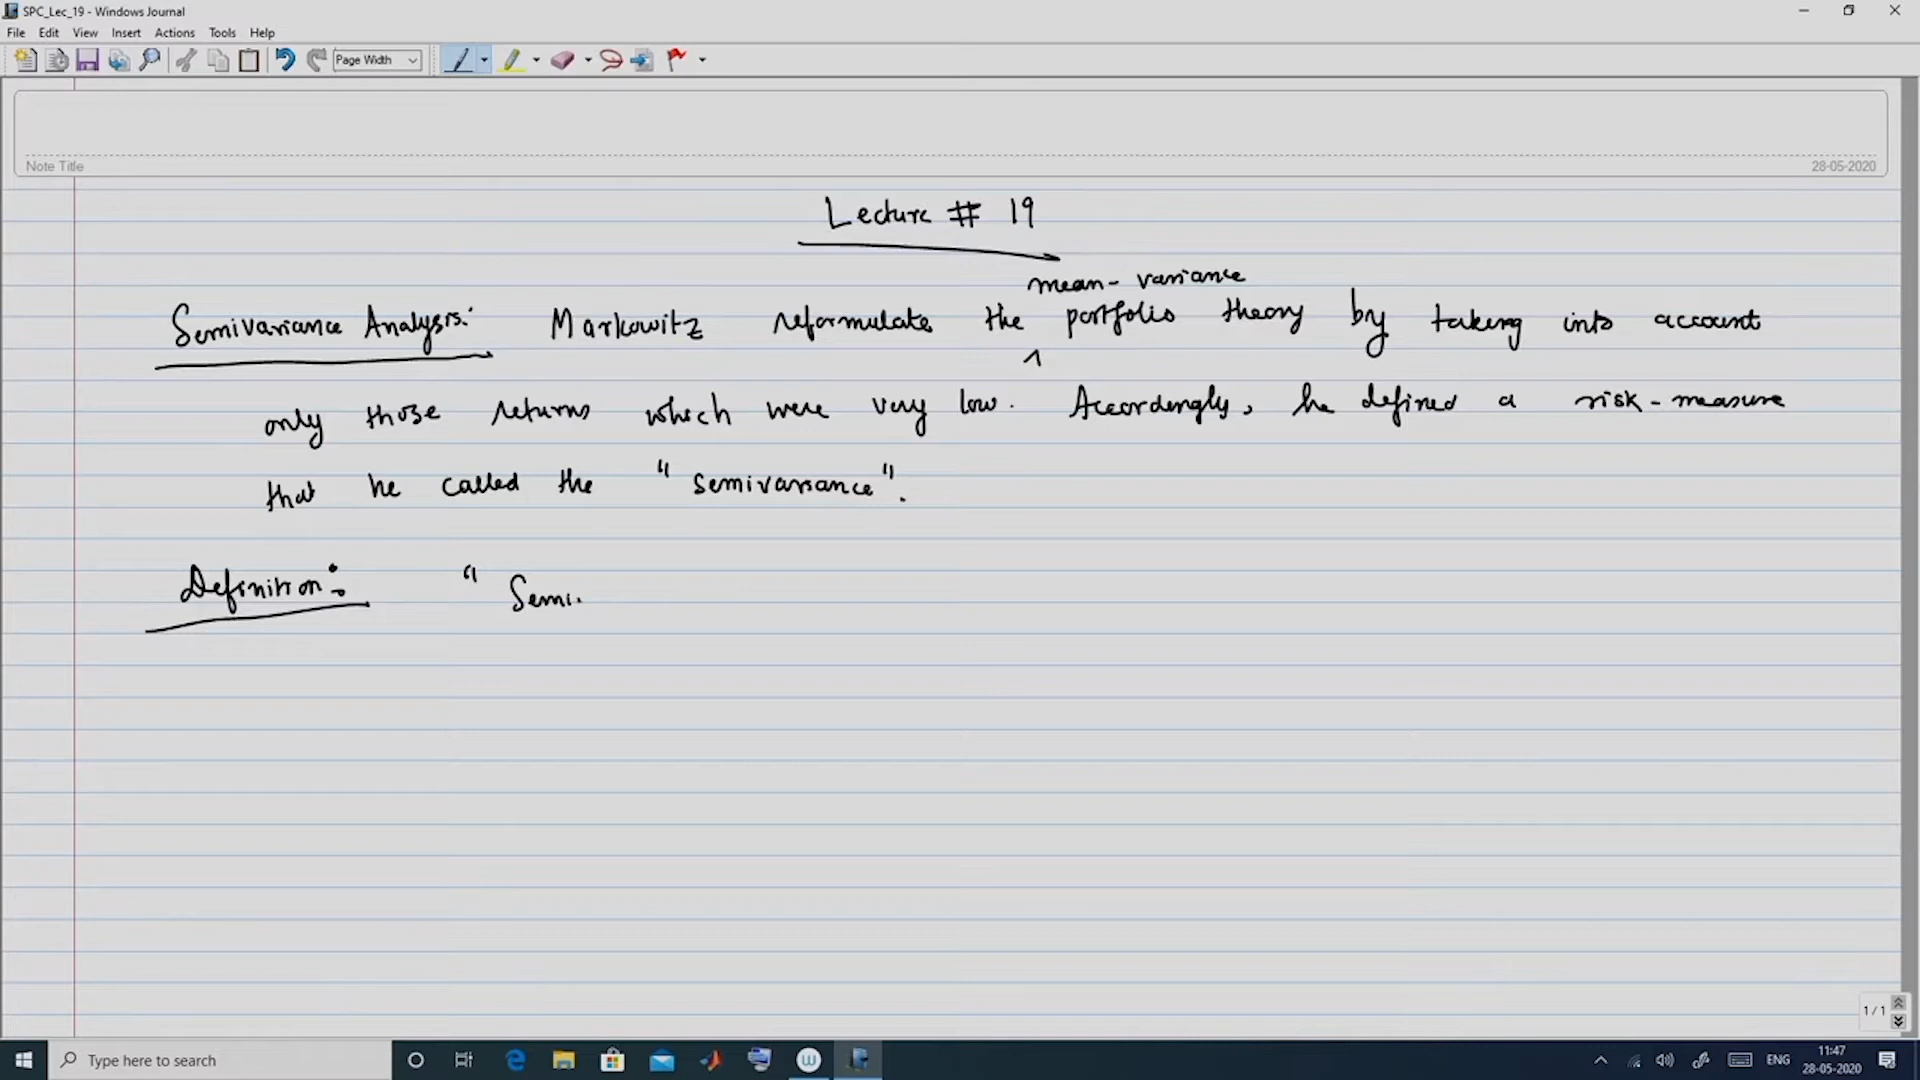 SPC_Lec_19 - Windows Journal
File Edit View Insert Actions Tools Help
Page Width
Note Title
28-05-2020
Lecture # 19
mean-variance
Semivariance Analysis: Markowitz reformulate the ^ portfolio theory by taking into account
only those returns which were very low. Accordingly, he defined a risk-measure
that he called the "semivariance".
Definition: " Semi.
1 / 1
Type here to search
ENG
11:47
28-05-2020